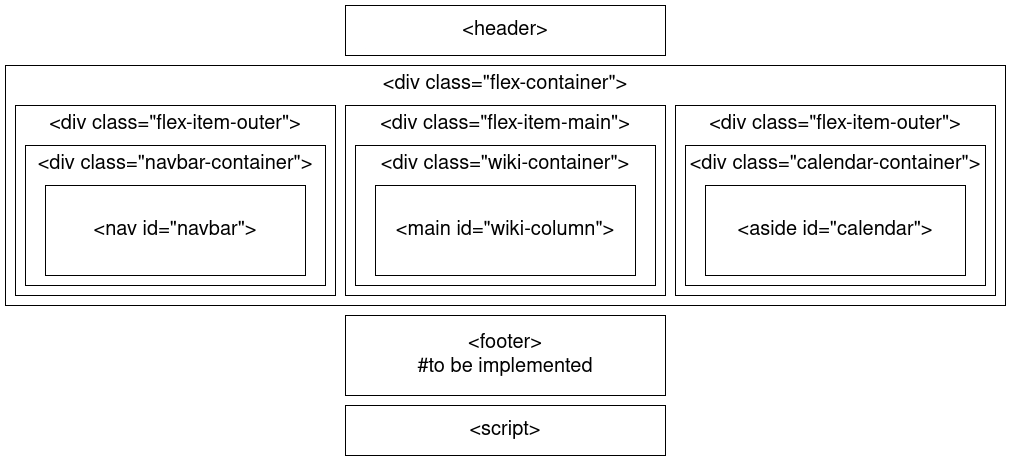 <header>
<div class="flex-container">
<div class="flex-item-outer">
<div class="flex-item-main">
<div class="flex-item-outer">
<div class="navbar-container">
<div class="wiki-container">
<div class="calendar-container">
<nav id="navbar">
<main id="wiki-column">
<aside id="calendar">
<footer>
#to be implemented
<script>